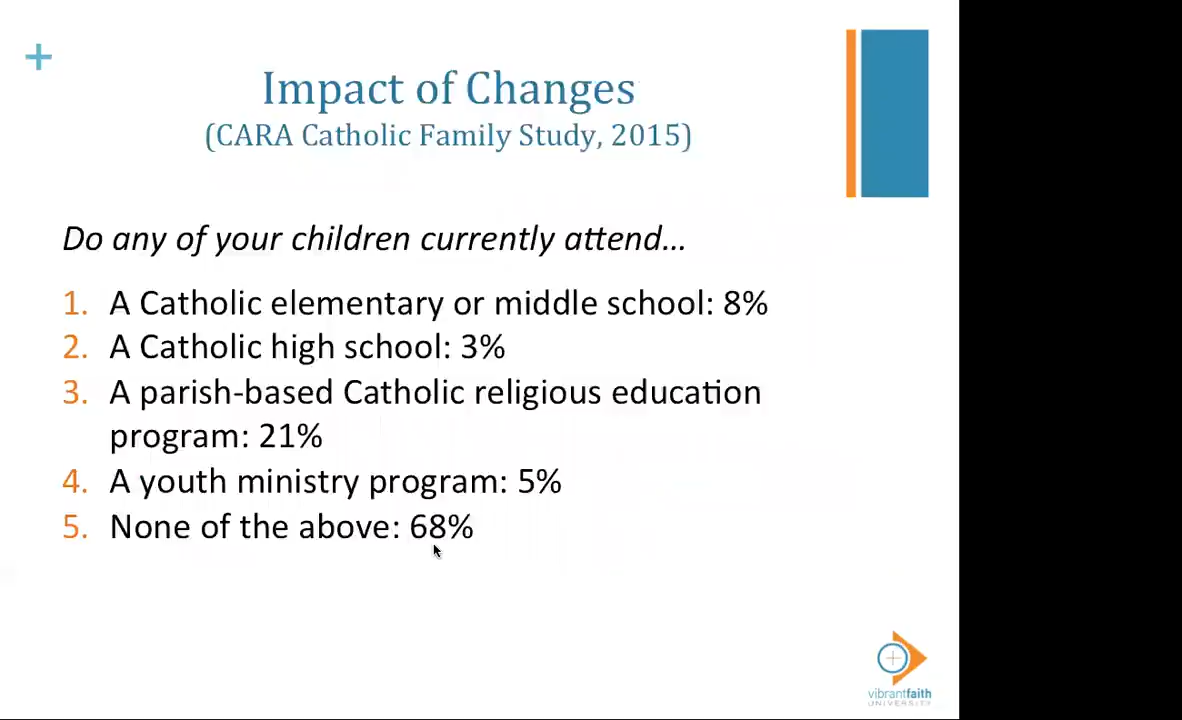 +
Impact of Changes
(CARA Catholic Family Study, 2015)
Do any of your children currently attend...
1. A Catholic elementary or middle school: 8%
2. A Catholic high school: 3%
3. A parish-based Catholic religious education
program: 21%
4. A youth ministry program: 5%
5. None of the above: 68%
vibrantfaith
UNIVERSITY